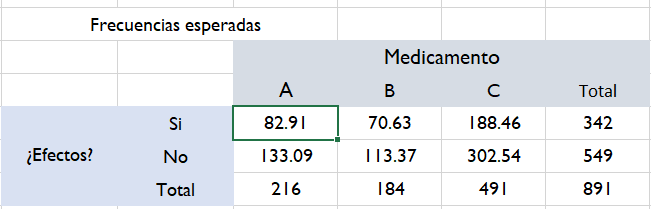 Frecuencias esperadas
Medicamento
A B C Total
Si 82.91 70.63 188.46 342
¿Efectos? No 133.09 113.37 302.54 549
Total 216 184 491 891